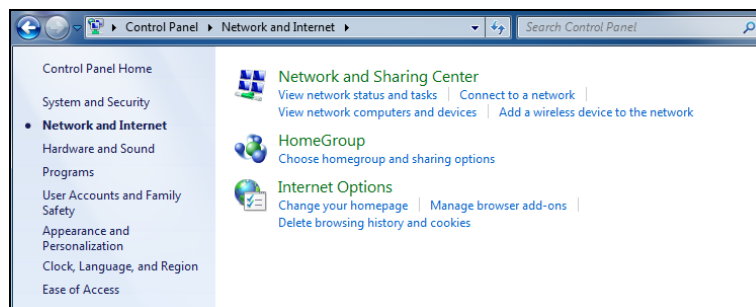 Control Panel Network and Internet Search Control Panel
Control Panel Home
System and Security
Network and Internet
Hardware and Sound
Programs
User Accounts and Family
Safety
Appearance and
Personalization
Clock, Language, and Region
Ease of Access
Network and Sharing Center
View network status and tasks Connect to a network
View network computers and devices Add a wireless device to the network
HomeGroup
Choose homegroup and sharing options
Internet Options
Change your homepage Manage browser add-ons
Delete browsing history and cookies